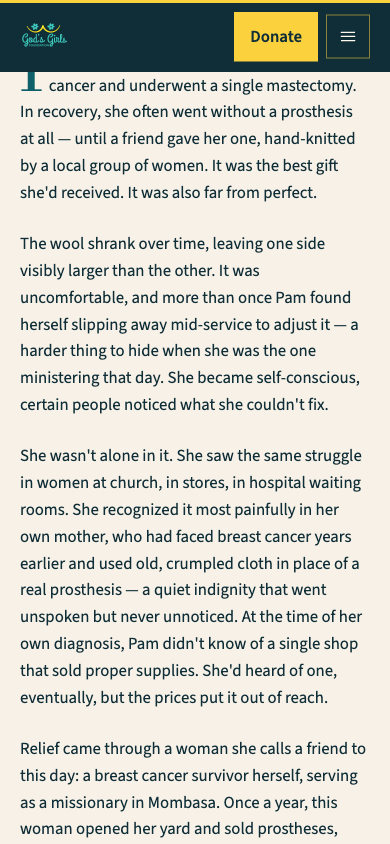 God's Girls
Donate
cancer and underwent a single mastectomy.
In recovery, she often went without a prosthesis
at all — until a friend gave her one, hand-knitted
by a local group of women. It was the best gift
she'd received. It was also far from perfect.
The wool shrank over time, leaving one side
visibly larger than the other. It was
uncomfortable, and more than once Pam found
herself slipping away mid-service to adjust it — a
harder thing to hide when she was the one
ministering that day. She became self-conscious,
certain people noticed what she couldn't fix.
She wasn't alone in it. She saw the same struggle
in women at church, in stores, in hospital waiting
rooms. She recognized it most painfully in her
own mother, who had faced breast cancer years
earlier and used old, crumpled cloth in place of a
real prosthesis — a quiet indignity that went
unspoken but never unnoticed. At the time of her
own diagnosis, Pam didn't know of a single shop
that sold proper supplies. She'd heard of one,
eventually, but the prices put it out of reach.
Relief came through a woman she calls a friend to
this day: a breast cancer survivor herself, serving
as a missionary in Mombasa. Once a year, this
woman opened her yard and sold prostheses,